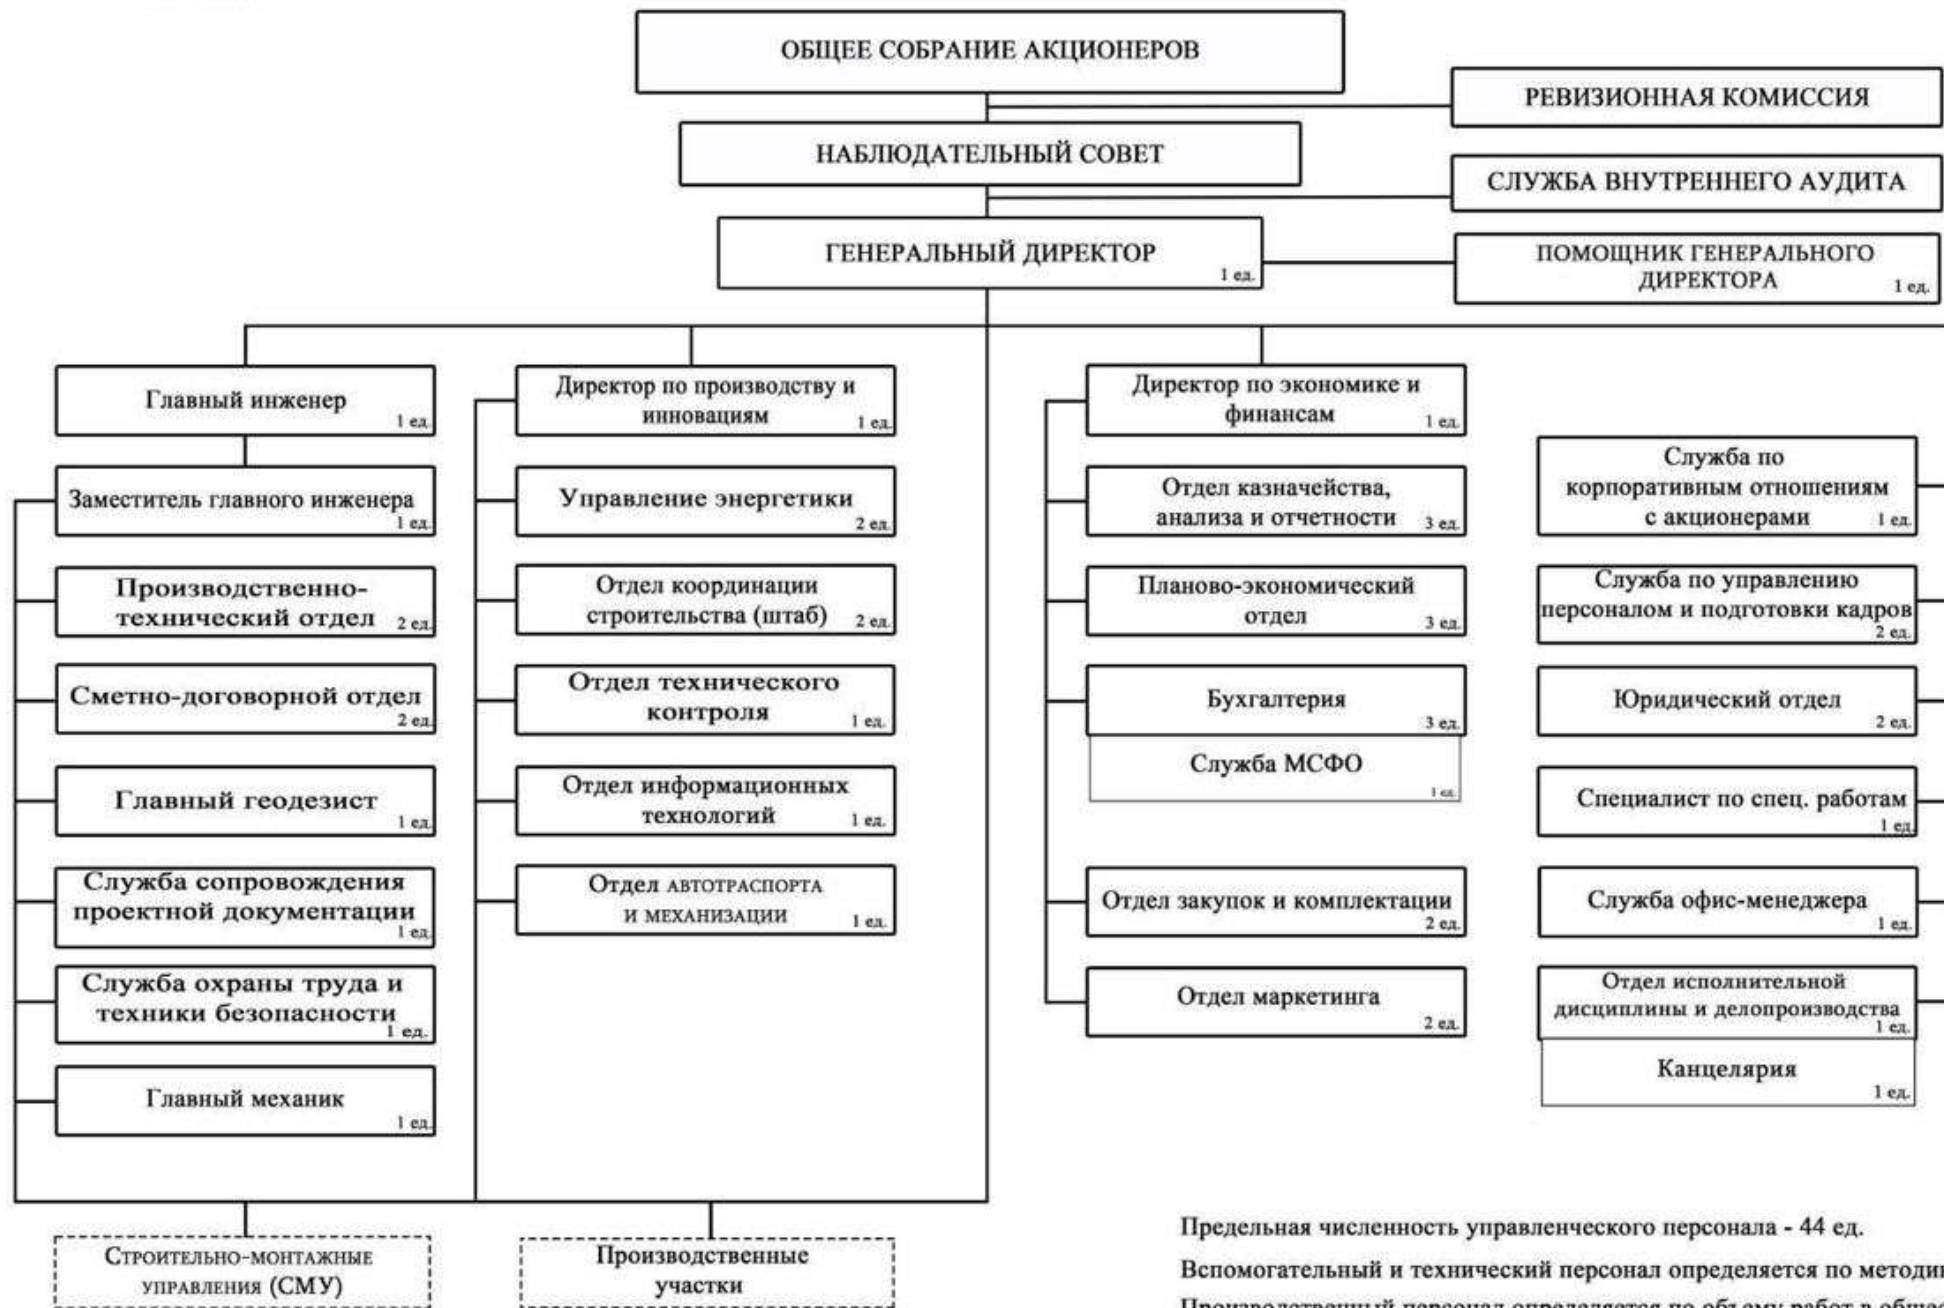 ОБЩЕЕ СОБРАНИЕ АКЦИОНЕРОВ
РЕВИЗИОННАЯ КОМИССИЯ
НАБЛЮДАТЕЛЬНЫЙ СОВЕТ
СЛУЖБА ВНУТРЕННЕГО АУДИТА
ГЕНЕРАЛЬНЫЙ ДИРЕКТОР
1 ед.
ПОМОЩНИК ГЕНЕРАЛЬНОГО
ДИРЕКТОРА
1 ед.
Главный инженер
1 ед.
Заместитель главного инженера
1 ед.
Производственно-
технический отдел
2 ед.
Сметно-договорной отдел
2 ед.
Главный геодезист
1 ед.
Служба сопровождения
проектной документации
1 ед.
Служба охраны труда и
техники безопасности
1 ед.
Главный механик
1 ед.
Директор по производству и
инновациям
1 ед.
Управление энергетики
2 ед.
Отдел координации
строительства (штаб)
2 ед.
Отдел технического
контроля
1 ед.
Отдел информационных
технологий
1 ед.
Отдел АВТОТРАСПОРТА
И МЕХАНИЗАЦИИ
1 ед.
Директор по экономике и
финансам
1 ед.
Отдел казначейства,
анализа и отчетности
3 ед.
Планово-экономический
отдел
3 ед.
Бухгалтерия
3 ед.
Служба МСФО
1 ед.
Отдел закупок и комплектации
2 ед.
Отдел маркетинга
2 ед.
Служба по
корпоративным отношениям
с акционерами
1 ед.
Служба по управлению
персоналом и подготовки кадров
2 ед.
Юридический отдел
2 ед.
Специалист по спец. работам
1 ед.
Служба офис-менеджера
1 ед.
Отдел исполнительной
дисциплины и делопроизводства
1 ед.
Канцелярия
1 ед.
СТРОИТЕЛЬНО-МОНТАЖНЫЕ
УПРАВЛЕНИЯ (СМУ)
Производственные
участки
Предельная численность управленческого персонала - 44 ед.
Вспомогательный и технический персонал определяется по
Производственный персонал определяется по объему работ в